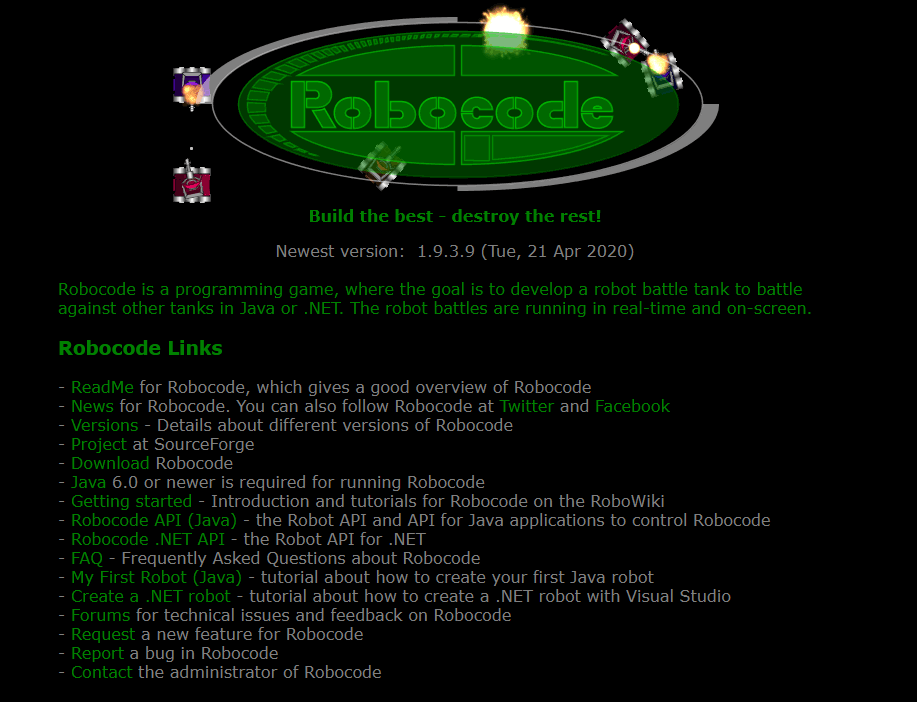 Robocode
Build the best - destroy the rest!
Newest version: 1.9.3.9 (Tue, 21 Apr 2020)
Robocode is a programming game, where the goal is to develop a robot battle tank to battle
against other tanks in Java or .NET. The robot battles are running in real-time and on-screen.
Robocode Links
- ReadMe for Robocode, which gives a good overview of Robocode
- News for Robocode. You can also follow Robocode at Twitter and Facebook
- Versions - Details about different versions of Robocode
- Project at SourceForge
- Download Robocode
- Java 6.0 or newer is required for running Robocode
- Getting started - Introduction and tutorials for Robocode on the RoboWiki
- Robocode API (Java) - the Robot API and API for Java applications to control Robocode
- Robocode .NET API - the Robot API for .NET
- FAQ - Frequently Asked Questions about Robocode
- My First Robot (Java) - tutorial about how to create your first Java robot
- Create a .NET robot - tutorial about how to create a .NET robot with Visual Studio
- Forums for technical issues and feedback on Robocode
- Request a new feature for Robocode
- Report a bug in Robocode
- Contact the administrator of Robocode